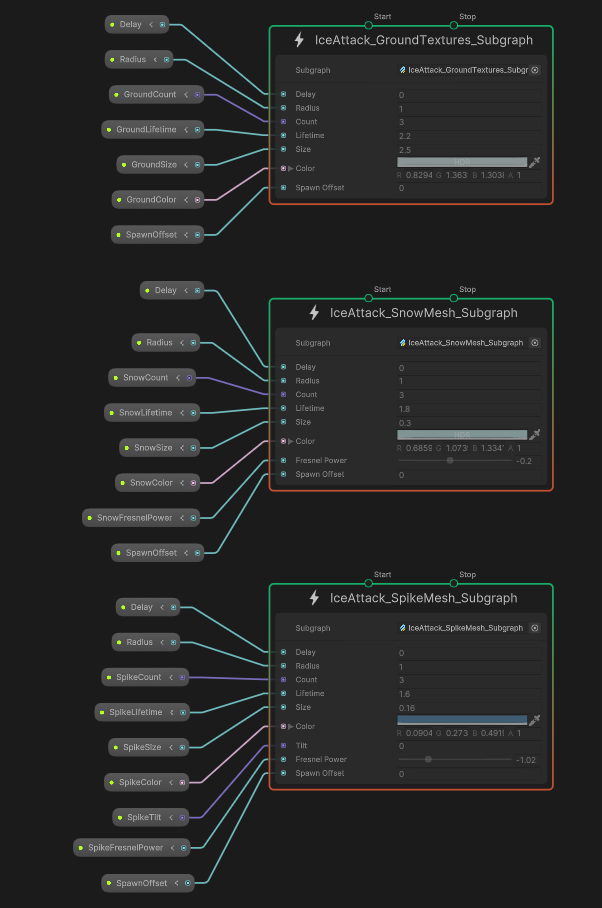 Start Stop
Delay
IceAttack_GroundTextures_Subgraph
Radius
Subgraph IceAttack_GroundTextures_Subgr
GroundCount
Delay 0
Radius 1
Count 3
GroundLifetime
Lifetime 2.2
Size 2.5
GroundSize
HDR
Color
R 0.8294 G 1.363 B 1.303 A 1
GroundColor
Spawn Offset 0
SpawnOffset
Start Stop
Delay
IceAttack_SnowMesh_Subgraph
Radius
Subgraph IceAttack_SnowMesh_Subgraph
Delay 0
SnowCount
Radius 1
Count 3
SnowLifetime
Lifetime 1.8
Size 0.3
HDR
Color
SnowSize
R 0.6859 G 1.073 B 1.334 A 1
Fresnel Power -0.2
Spawn Offset 0
SnowColor
SnowFresnelPower
SpawnOffset
Start Stop
IceAttack_SpikeMesh_Subgraph
Delay
Subgraph IceAttack_SpikeMesh_Subgraph
Radius
Delay 0
Radius 1
SpikeCount
Count 3
Lifetime 1.6
Size 0.16
SpikeLifetime
Color
R 0.0904 G 0.273 B 0.491 A 1
SpikeSize
Tilt 0
Fresnel Power -1.02
Spawn Offset 0
SpikeColor
SpikeTilt
SpikeFresnelPower
SpawnOffset